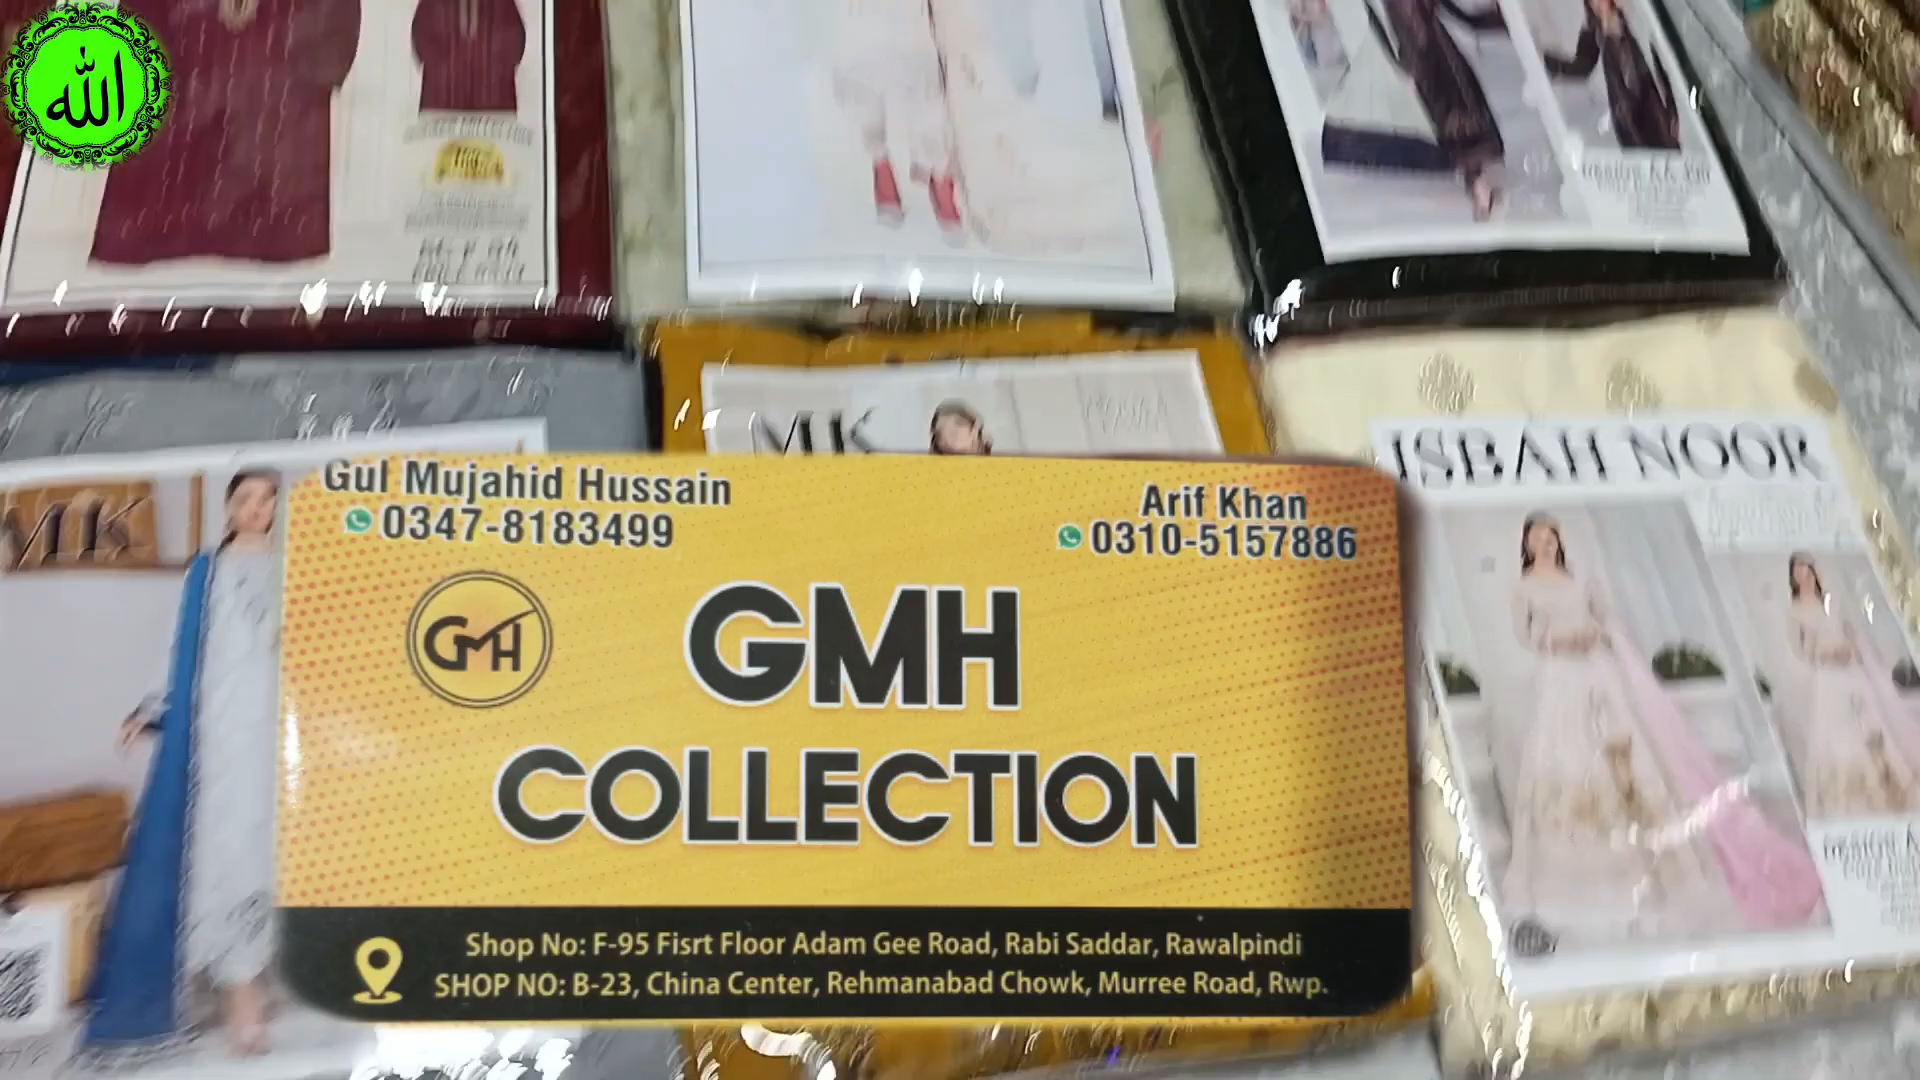 الله
MK
MK
ISBAH NOOR
Gul Mujahid Hussain
0347-8183499
Arif Khan
0310-5157886
GMH
GMH
COLLECTION
Shop No: F-95 Fisrt Floor Adam Gee Road, Rabi Saddar, Rawalpindi
SHOP NO: B-23, China Center, Rehmanabad Chowk, Murree Road, Rwp.